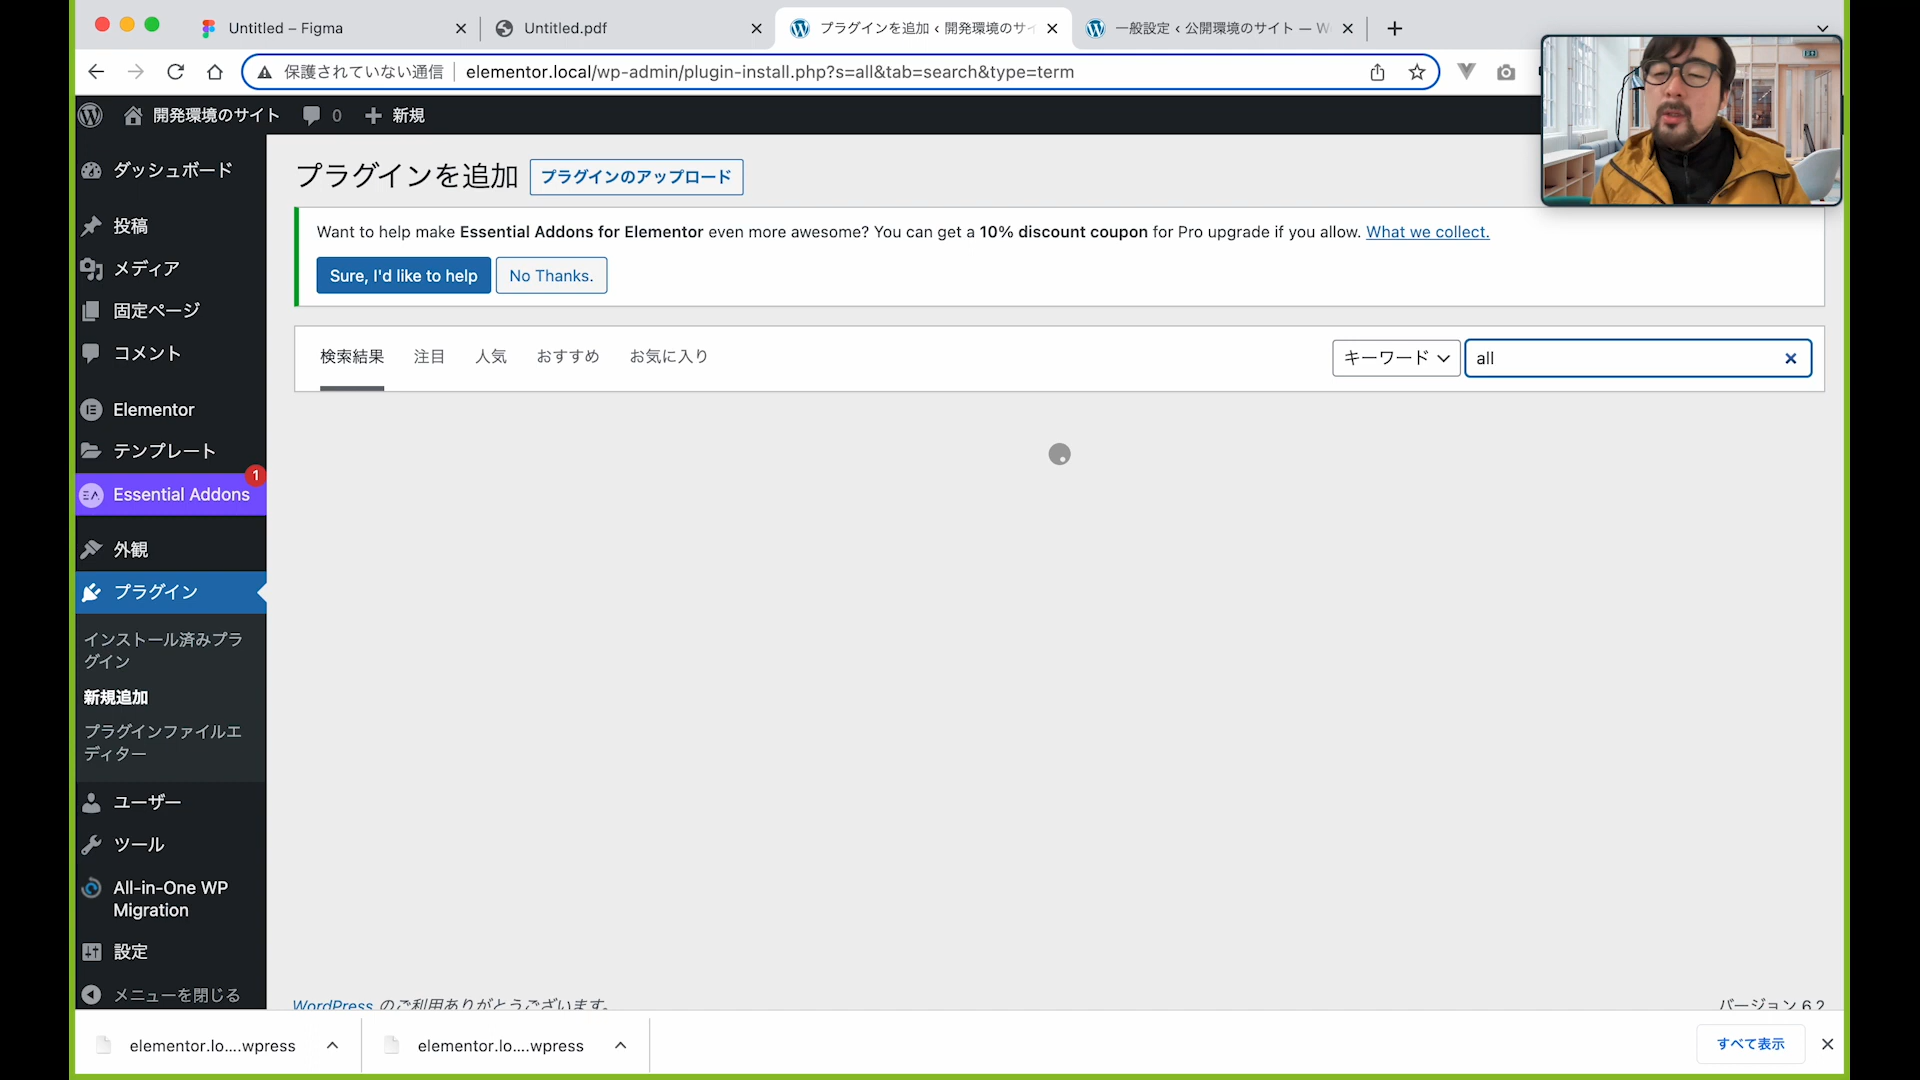 Untitled – Figma
Untitled.pdf
プラグインを追加 ‹ 開発環境のサイ
一般設定 ‹ 公開環境のサイト — W
保護されていない通信
elementor.local/wp-admin/plugin-install.php?s=all&tab=search&type=term
開発環境のサイト
0
新規
ダッシュボード
投稿
メディア
固定ページ
コメント
Elementor
テンプレート
1
Essential Addons
外観
プラグイン
インストール済みプラ
グイン
新規追加
プラグインファイルエ
ディター
ユーザー
ツール
All-in-One WP
Migration
設定
メニューを閉じる
プラグインを追加
プラグインのアップロード
Want to help make Essential Addons for Elementor even more awesome? You can get a 10% discount coupon for Pro upgrade if you allow. What we collect.
Sure, I'd like to help
No Thanks.
検索結果
注目
人気
おすすめ
お気に入り
キーワード
all
WordPress のご利用ありがとうございます。
バージョン 6.2
elementor.lo....wpress
elementor.lo....wpress
すべて表示